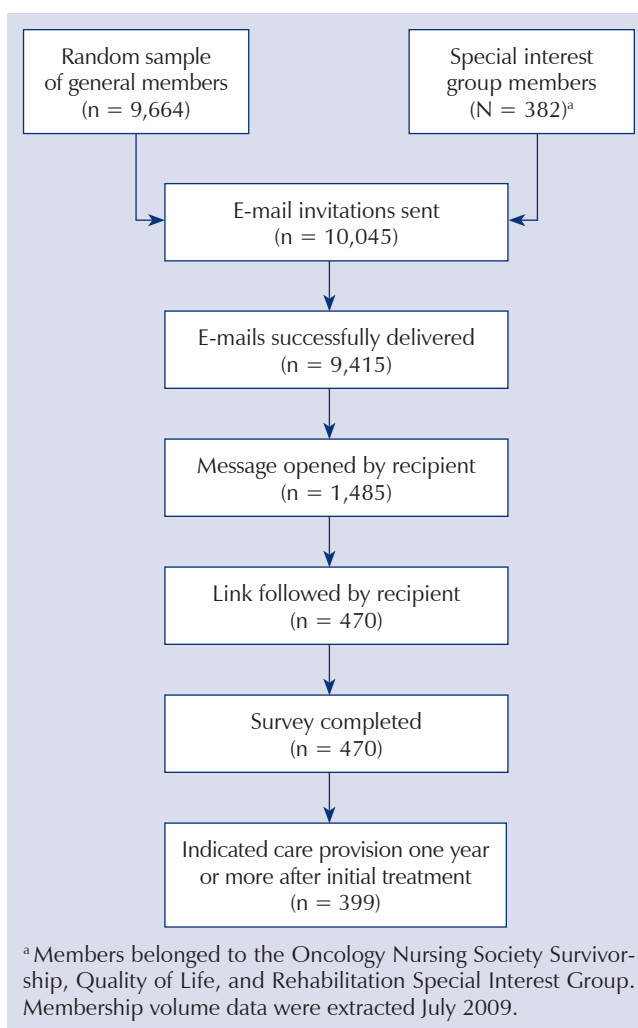 Random sample
of general members
(n = 9,664)
Special interest
group members
(N = 382)a
E-mail invitations sent
(n = 10,045)
E-mails successfully delivered
(n = 9,415)
Message opened by recipient
(n = 1,485)
Link followed by recipient
(n = 470)
Survey completed
(n = 470)
Indicated care provision one year
or more after initial treatment
(n = 399)
a Members belonged to the Oncology Nursing Society Survivor-
ship, Quality of Life, and Rehabilitation Special Interest Group.
Membership volume data were extracted July 2009.